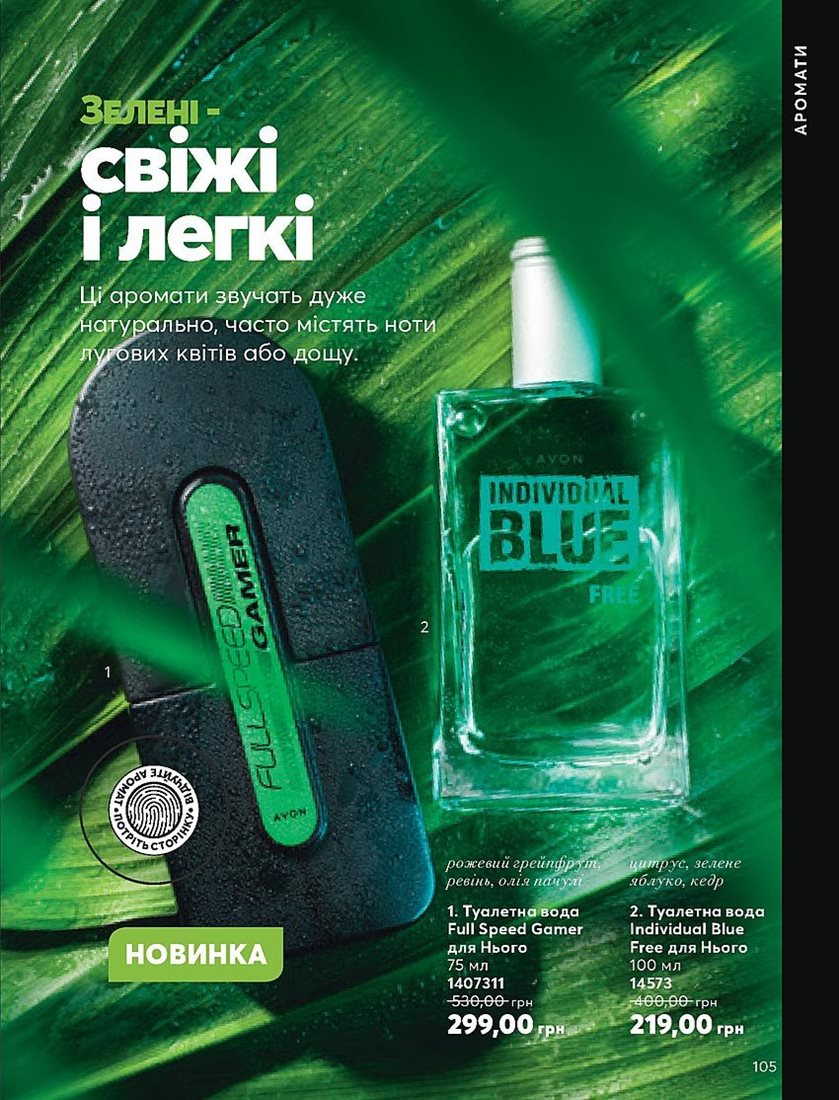 АРОМАТИ
Зелені -
свіжі
і легкі
Ці аромати звучать дуже
натурально, часто містять ноти
лугових квітів або дощу.
AVON
INDIVIDUAL
BLUE
FREE
FULL SPEED
GAMER
AVON
1
2
ВІДЧУЙТЕ АРОМАТ • ПОТРІТЬ СТОРІНКУ •
НОВИНКА
рожевий грейпфрут,
ревінь, олія пачулі
1. Туалетна вода
Full Speed Gamer
для Нього
75 мл
1407311
530,00 грн
299,00 грн
цитрус, зелене
яблуко, кедр
2. Туалетна вода
Individual Blue
Free для Нього
100 мл
14573
400,00 грн
219,00 грн
105